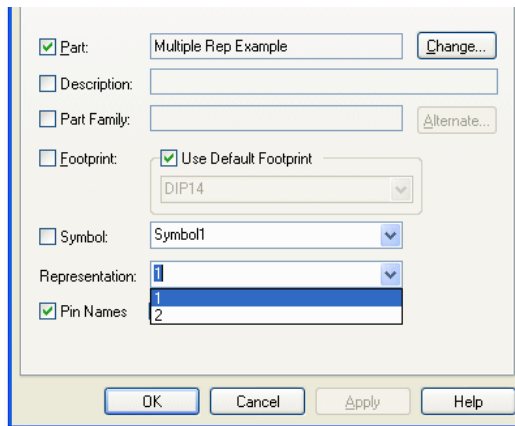 Part: Multiple Rep Example Change...
Description:
Part Family: Alternate...
Footprint: Use Default Footprint
DIP14
Symbol: Symbol1
Representation: 1
1
Pin Names 2
OK Cancel Apply Help